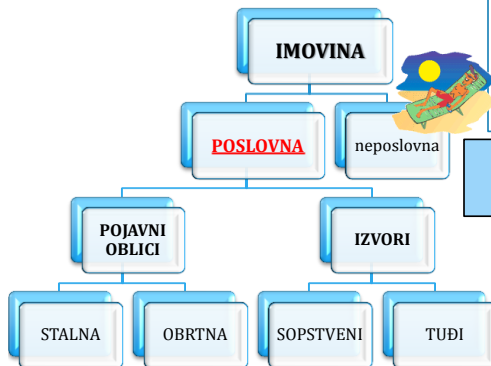 IMOVINA
POSLOVNA
neposlovna
POJAVNI
OBLICI
IZVORI
STALNA
OBRTNA
SOPSTVENI
TUĐI